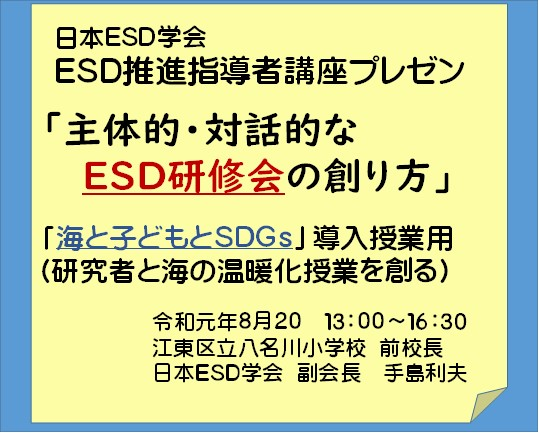 日本ESD学会
ESD推進指導者講座プレゼン
「主体的・対話的な
ESD研修会の創り方」
「海と子どもとSDGs」導入授業用
(研究者と海の温暖化授業を創る)
令和元年8月20 13:00～16:30
江東区立八名川小学校 前校長
日本ESD学会 副会長 手島利夫